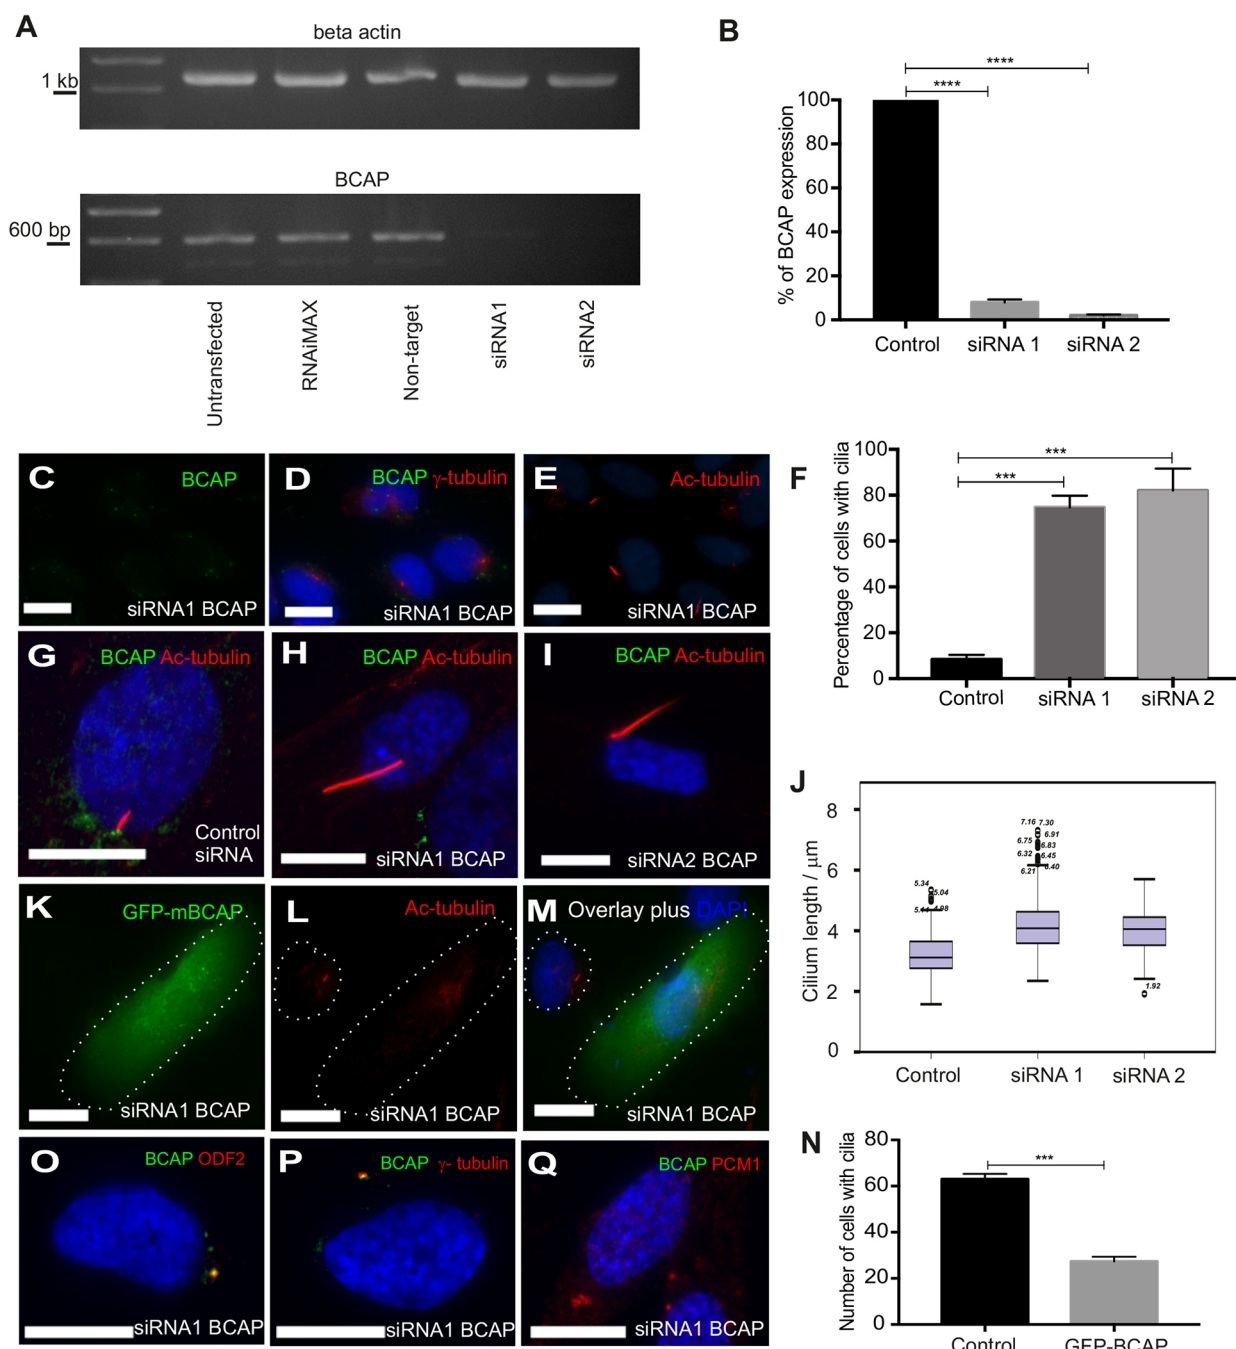 A
beta actin
1 kb
BCAP
600 bp
Untransfected
RNAiMAX
Non-target
siRNA1
siRNA2
B
****
****
% of BCAP expression
100
80
60
40
20
0
Control
siRNA 1
siRNA 2
C
BCAP
siRNA1 BCAP
D
BCAP γ-tubulin
siRNA1 BCAP
E
Ac-tubulin
siRNA1 BCAP
F
***
***
Percentage of cells with cilia
100
80
60
40
20
0
Control
siRNA 1
siRNA 2
G
BCAP Ac-tubulin
Control
siRNA
H
BCAP Ac-tubulin
siRNA1 BCAP
I
BCAP Ac-tubulin
siRNA2 BCAP
J
Cilium length / μm
8
6
4
2
0
5.34
5.04
4.98
7.16 7.30
6.91
6.75
6.83
6.32
6.45
6.40
6.21
1.92
Control
siRNA 1
siRNA 2
K
GFP-mBCAP
siRNA1 BCAP
L
Ac-tubulin
siRNA1 BCAP
M
Overlay plus DAPI
siRNA1 BCAP
N
***
Number of cells with cilia
80
60
40
20
0
Control
GFP-BCAP
O
BCAP ODF2
siRNA1 BCAP
P
BCAP γ- tubulin
siRNA1 BCAP
Q
BCAP PCM1
siRNA1 BCAP